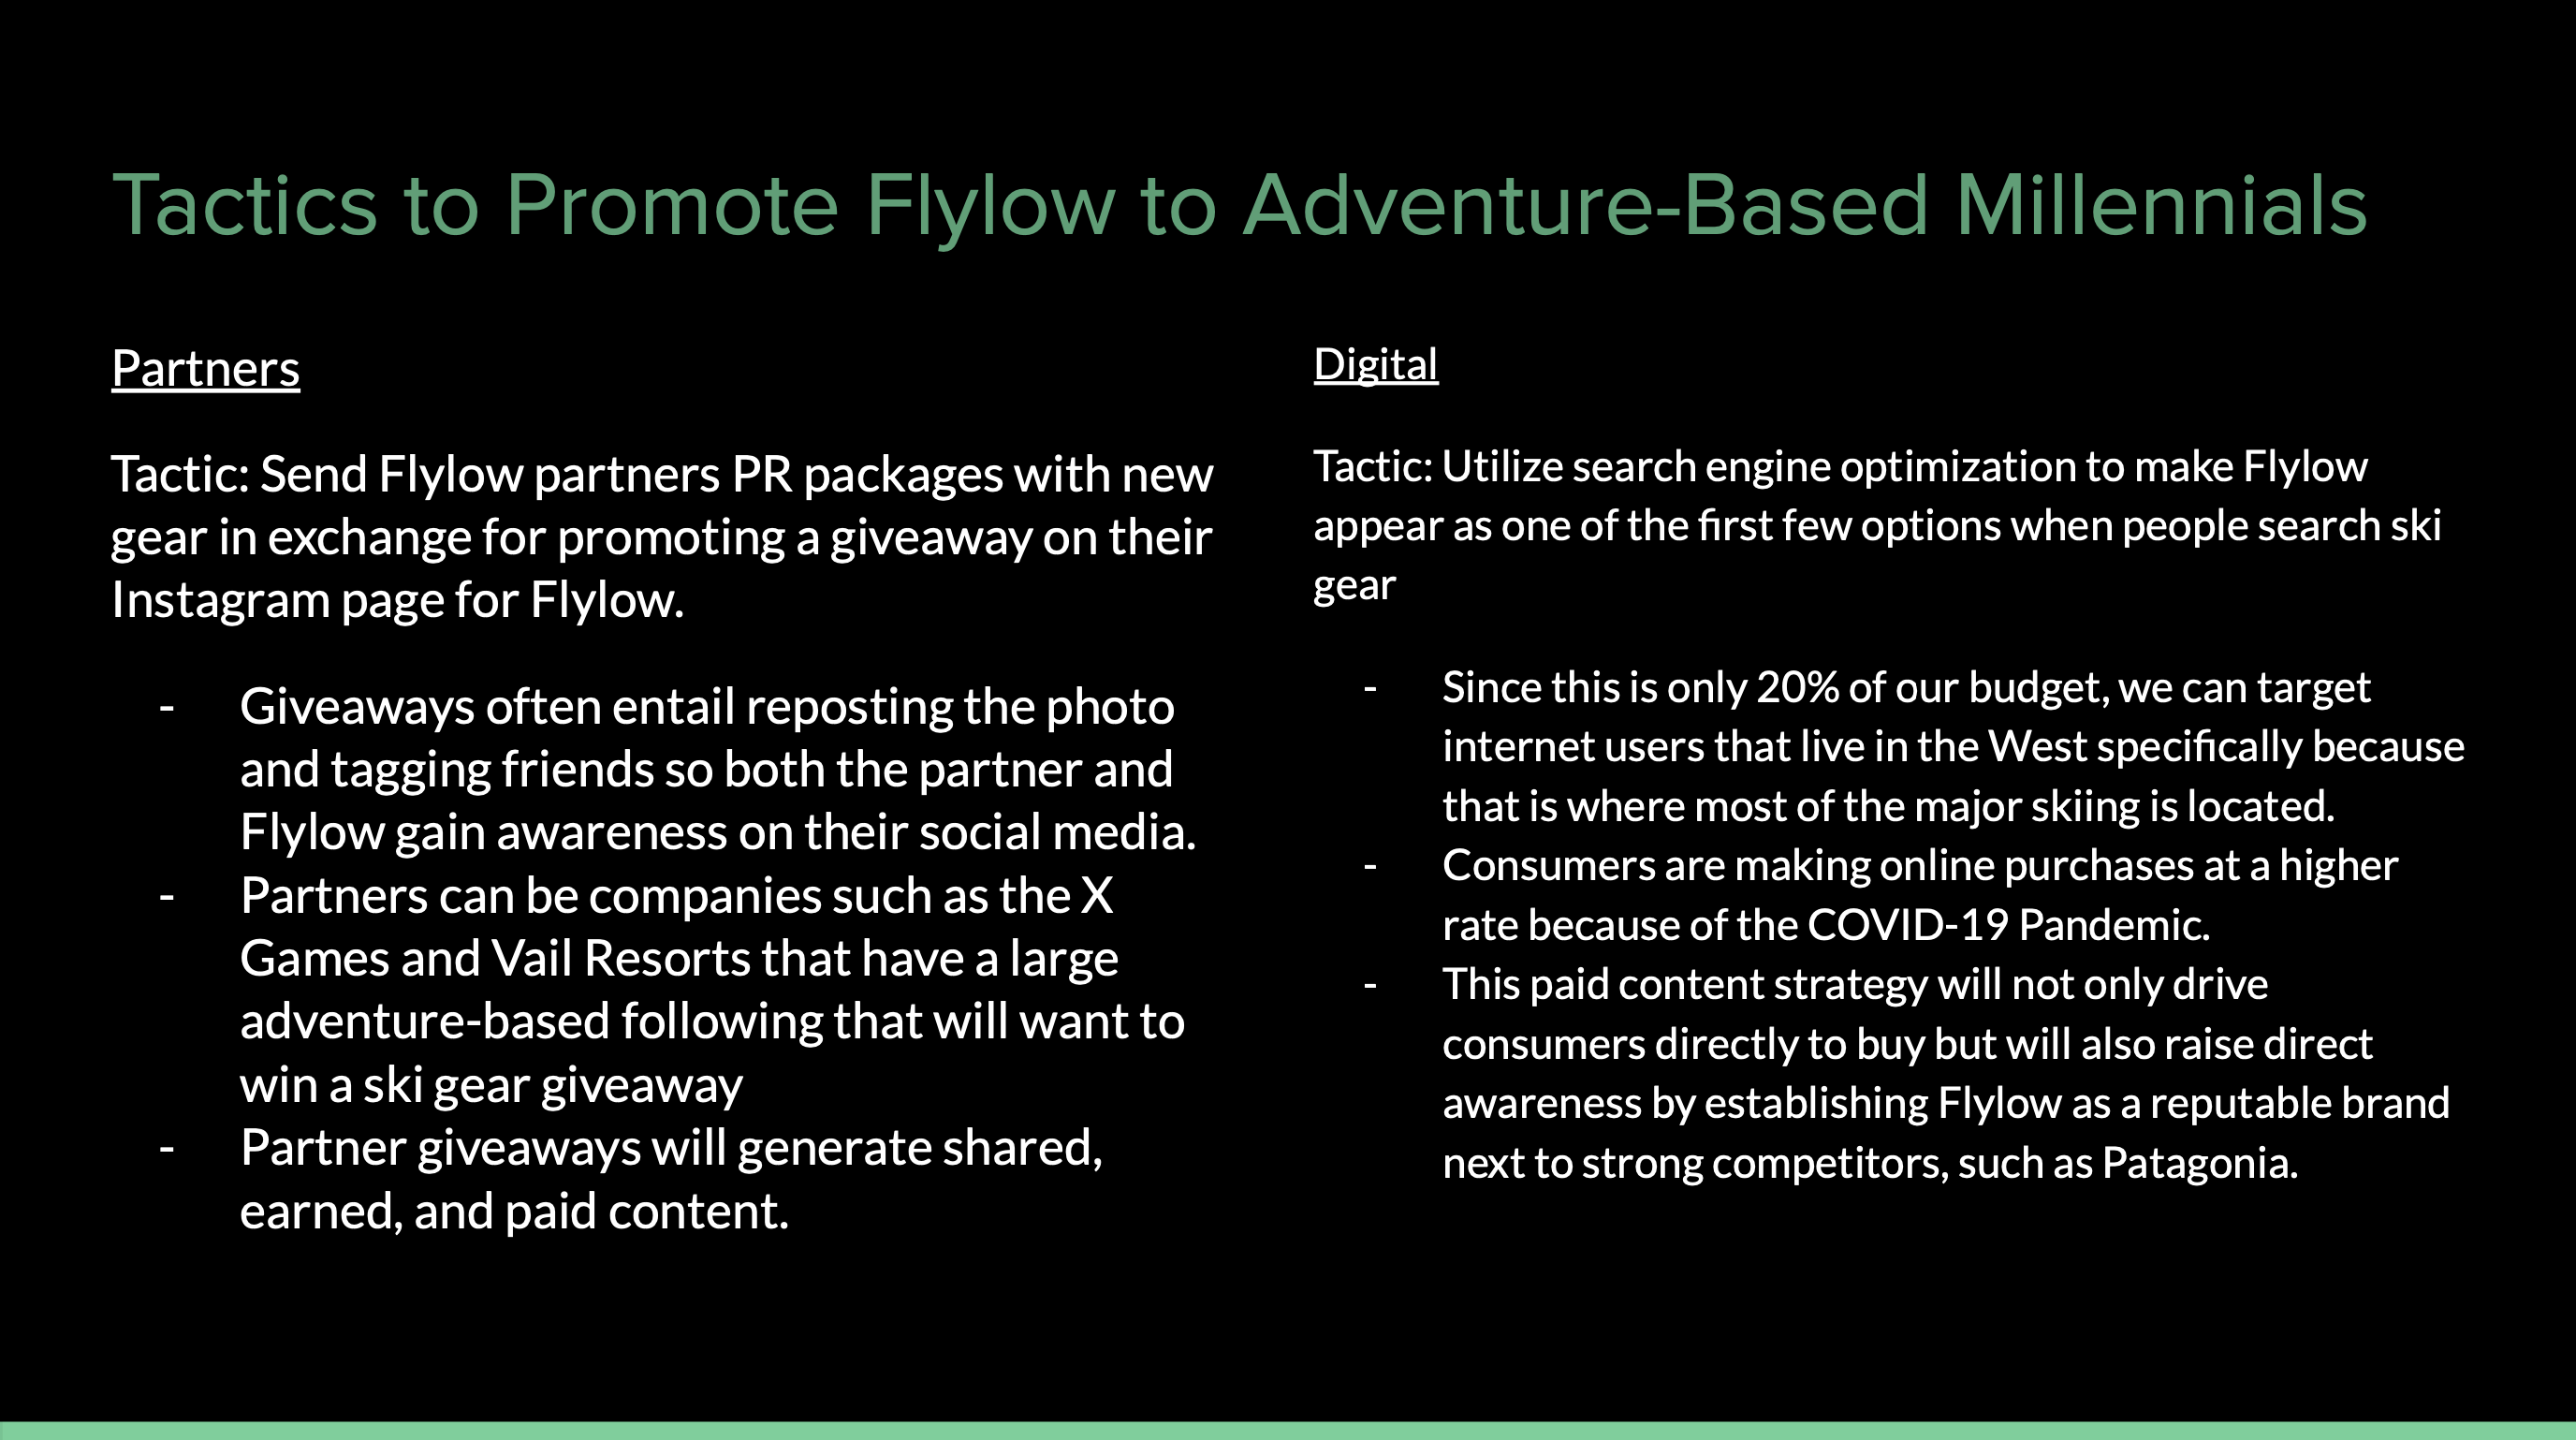 Tactics to Promote Flylow to Adventure-Based Millennials
Partners
Tactic: Send Flylow partners PR packages with new
gear in exchange for promoting a giveaway on their
Instagram page for Flylow.
- Giveaways often entail reposting the photo
and tagging friends so both the partner and
Flylow gain awareness on their social media.
- Partners can be companies such as the X
Games and Vail Resorts that have a large
adventure-based following that will want to
win a ski gear giveaway
- Partner giveaways will generate shared,
earned, and paid content.
Digital
Tactic: Utilize search engine optimization to make Flylow
appear as one of the first few options when people search ski
gear
- Since this is only 20% of our budget, we can target
internet users that live in the West specifically because
that is where most of the major skiing is located.
- Consumers are making online purchases at a higher
rate because of the COVID-19 Pandemic.
- This paid content strategy will not only drive
consumers directly to buy but will also raise direct
awareness by establishing Flylow as a reputable brand
next to strong competitors, such as Patagonia.